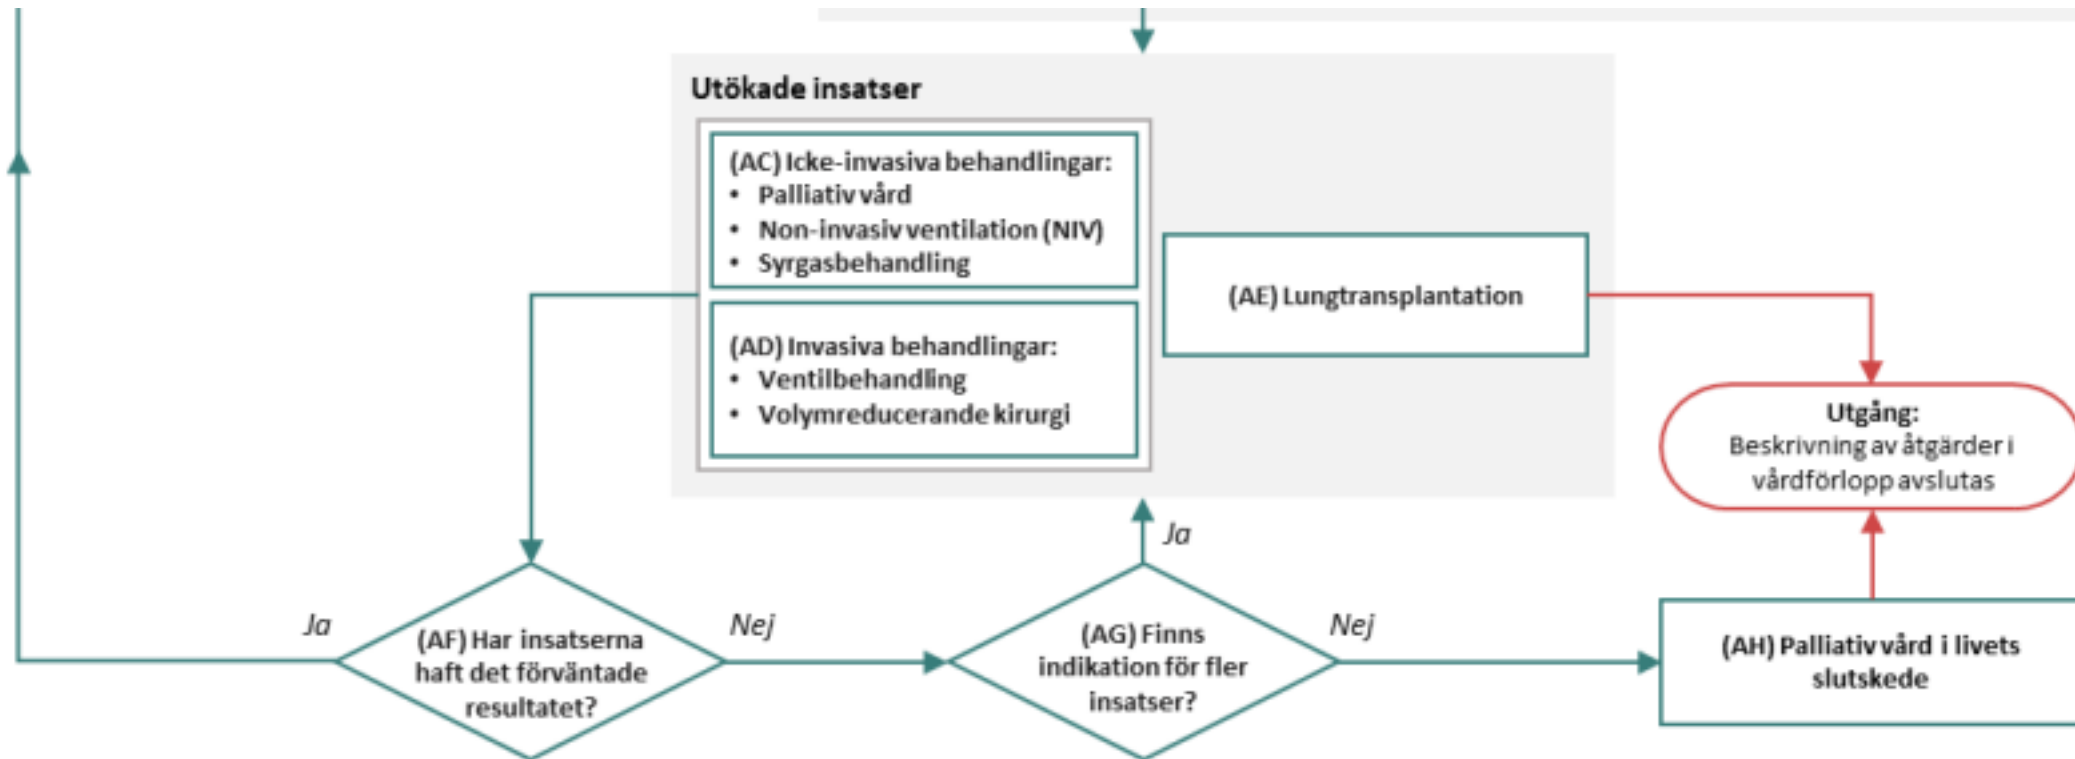 Utökade insatser
(AC) Icke-invasiva behandlingar:
• Palliativ vård
• Non-invasiv ventilation (NIV)
• Syrgasbehandling
(AD) Invasiva behandlingar:
• Ventilbehandling
• Volymreducerande kirurgi
(AE) Lungtransplantation
Utgång:
Beskrivning av åtgärder i
vårdförlopp avslutas
Ja
(AF) Har insatserna
haft det förväntade
resultatet?
Nej
Ja
(AG) Finns
indikation för fler
insatser?
Nej
(AH) Palliativ vård i livets
slutskede